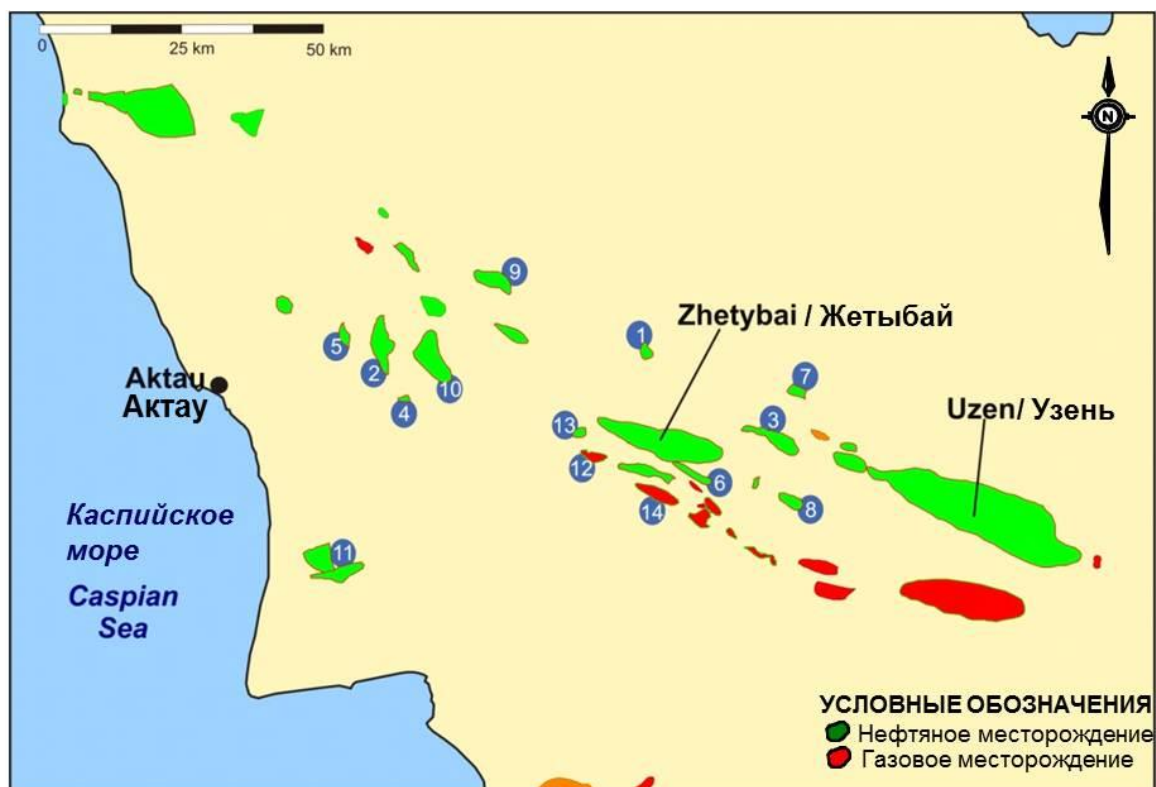 0 25 km 50 km
N
9
Zhetybai / Жетыбай
1
5
2
10
7
Aktau
Актау
4
3
Uzen/ Узень
13
12
6
14
8
Каспийское
море
11
Caspian
Sea
УСЛОВНЫЕ ОБОЗНАЧЕНИЯ
Нефтяное месторождение
Газовое месторождение